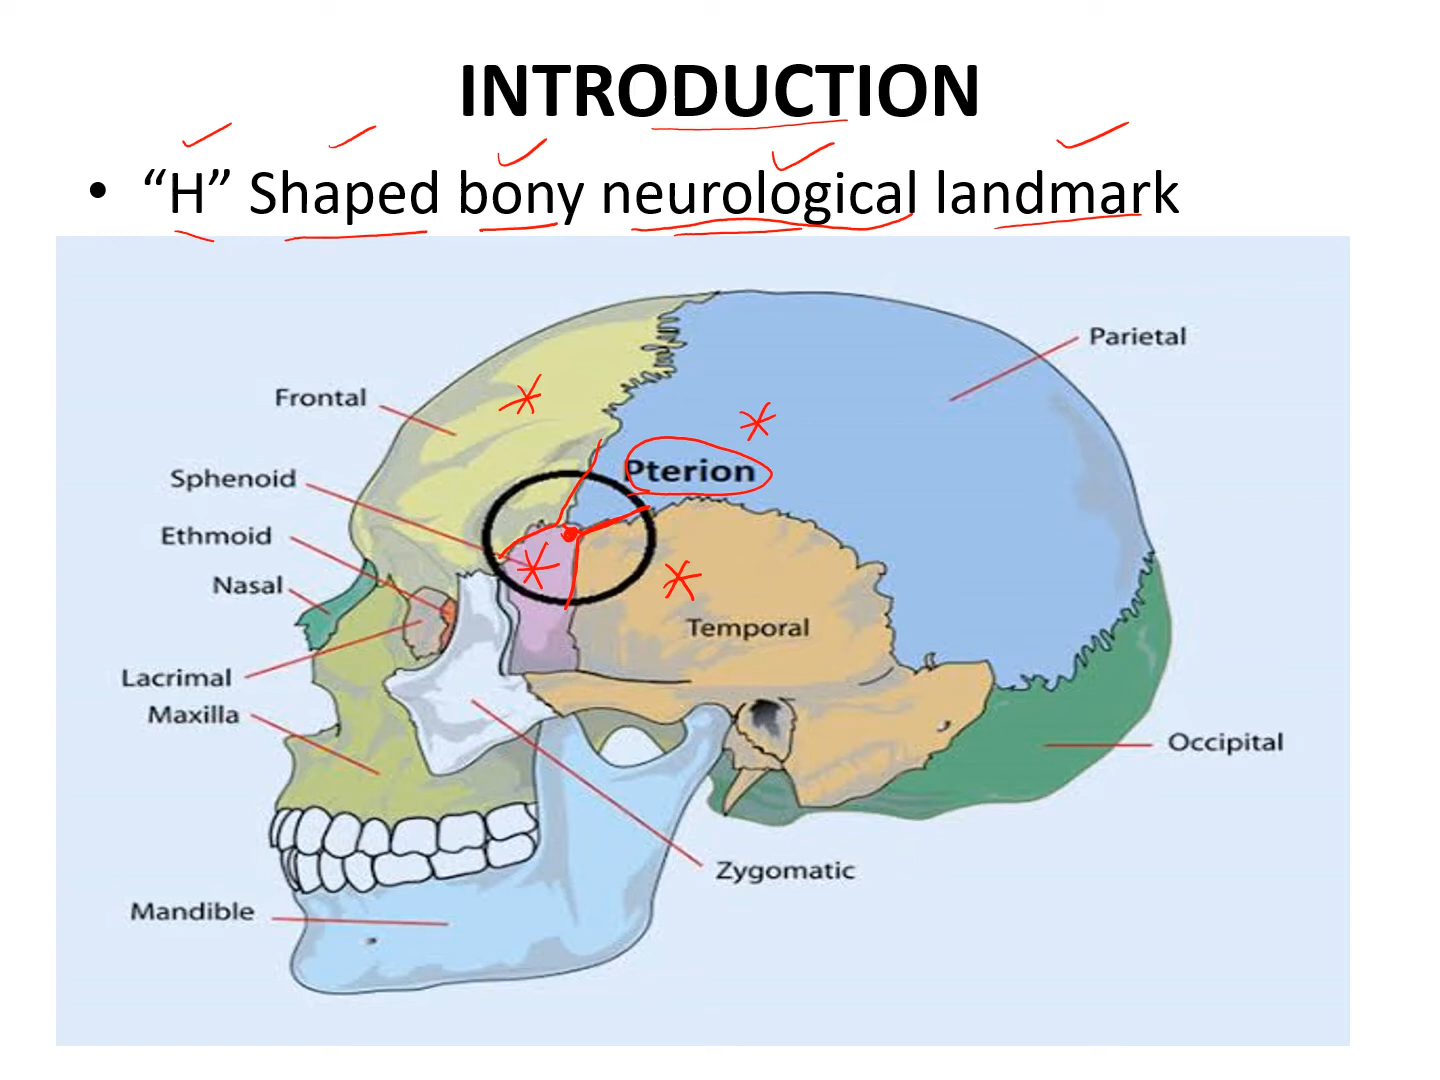 INTRODUCTION
• “H” Shaped bony neurological landmark
Parietal
Frontal
Pterion
Sphenoid
Ethmoid
Nasal
Temporal
Lacrimal
Maxilla
Occipital
Zygomatic
Mandible